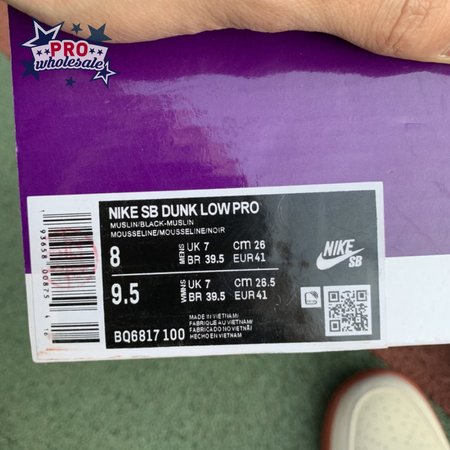 PRO
wholesale
NIKE SB DUNK LOW PRO
MUSLIN/BLACK-MUSLIN
MOUSSELINE/MOUSSELINE/NOIR
8 MENS UK 7 CM 26
BR 39.5 EUR 41
9.5 WMNS UK 7 CM 26.5
BR 39.5 EUR 41
BQ6817 100
MADE IN VIETNAM/
FABRIQUE AU VIETNAM/
FABRICADO NO VIETNAM/
HECHO EN VIETNAM
NIKE
SB